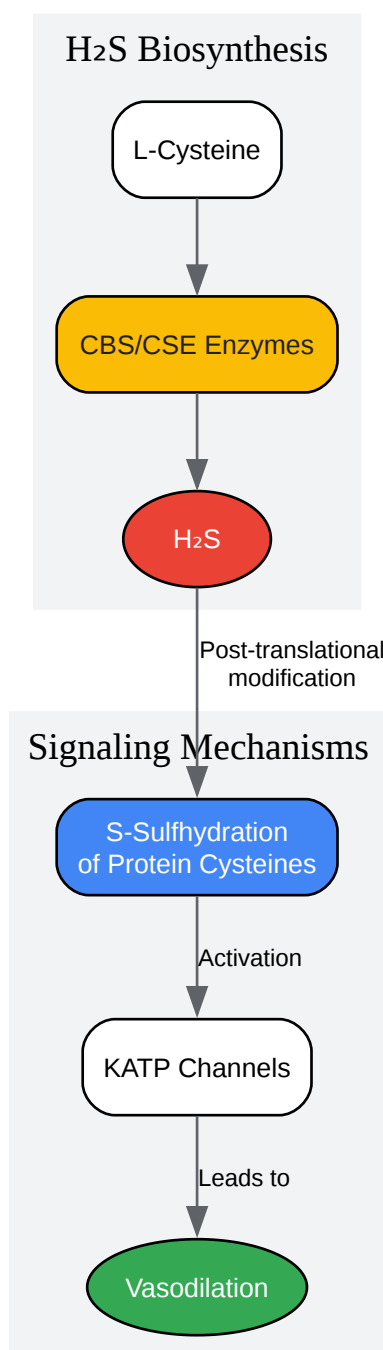 H₂S Biosynthesis
L-Cysteine
CBS/CSE Enzymes
H₂S
Post-translational
modification
Signaling Mechanisms
S-Sulfhydration
of Protein Cysteines
Activation
KATP Channels
Leads to
Vasodilation